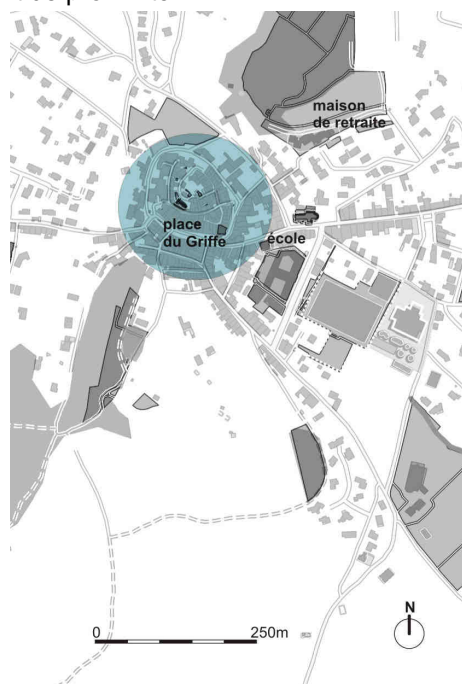 maison
de retraite
place
du Griffe
école
N
0 250m